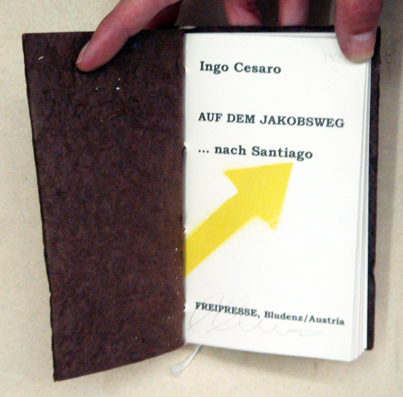 Ingo Cesaro
AUF DEM JAKOBSWEG
... nach Santiago
FREIPRESSE, Bludenz/Austria